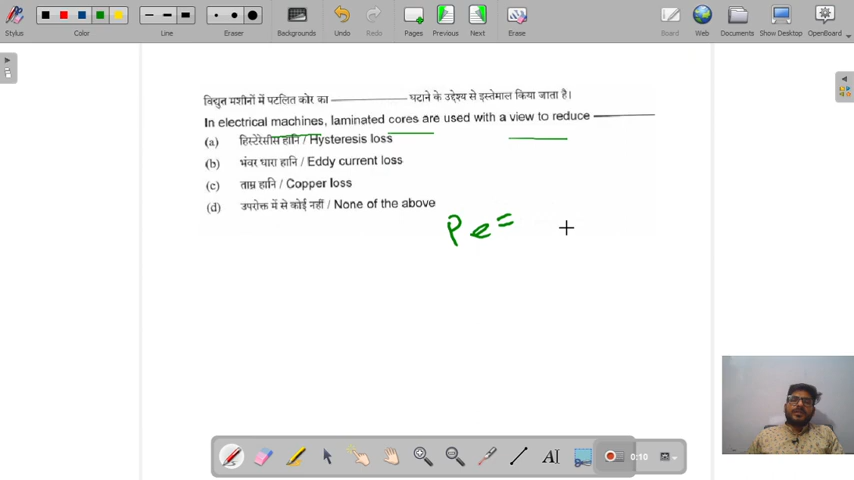 Stylus
Color
Line
Eraser
Backgrounds
Undo
Redo
Pages
Previous
Next
Erase
Board
Web
Documents
Show Desktop
OpenBoard
विद्युत मशीनों में पटलित कोर का ——— घटाने के उद्देश्य से इस्तेमाल किया जाता है।
In electrical machines, laminated cores are used with a view to reduce ———
(a) हिस्टेरेसीस हानि / Hysteresis loss
(b) भंवर धारा हानि / Eddy current loss
(c) ताम्र हानि / Copper loss
(d) उपरोक्त में से कोई नहीं / None of the above
Pe =
0:10